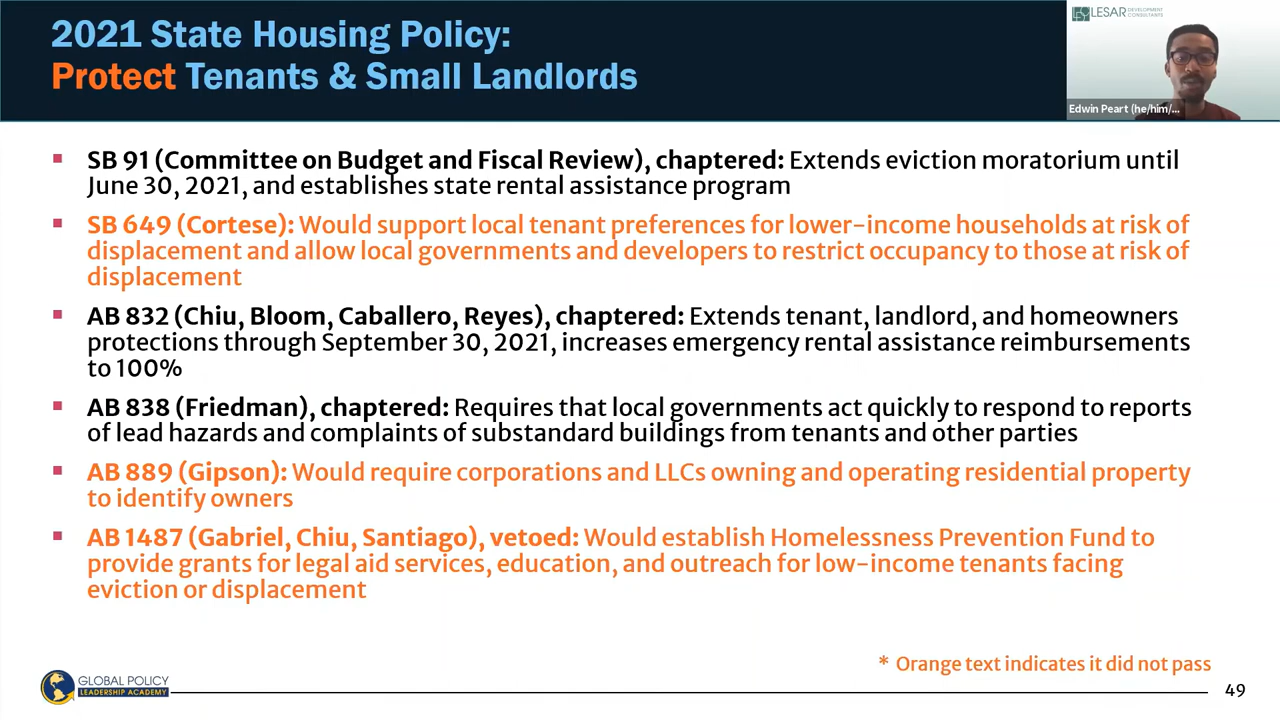 2021 State Housing Policy:
Protect Tenants & Small Landlords
LESAR DEVELOPMENT
CONSULTANTS
Edwin Peart (he/him/...
SB 91 (Committee on Budget and Fiscal Review), chaptered: Extends eviction moratorium until
June 30, 2021, and establishes state rental assistance program
SB 649 (Cortese): Would support local tenant preferences for lower-income households at risk of
displacement and allow local governments and developers to restrict occupancy to those at risk of
displacement
AB 832 (Chiu, Bloom, Caballero, Reyes), chaptered: Extends tenant, landlord, and homeowners
protections through September 30, 2021, increases emergency rental assistance reimbursements
to 100%
AB 838 (Friedman), chaptered: Requires that local governments act quickly to respond to reports
of lead hazards and complaints of substandard buildings from tenants and other parties
AB 889 (Gipson): Would require corporations and LLCs owning and operating residential property
to identify owners
AB 1487 (Gabriel, Chiu, Santiago), vetoed: Would establish Homelessness Prevention Fund to
provide grants for legal aid services, education, and outreach for low-income tenants facing
eviction or displacement
* Orange text indicates it did not pass
GLOBAL POLICY
LEADERSHIP ACADEMY
49